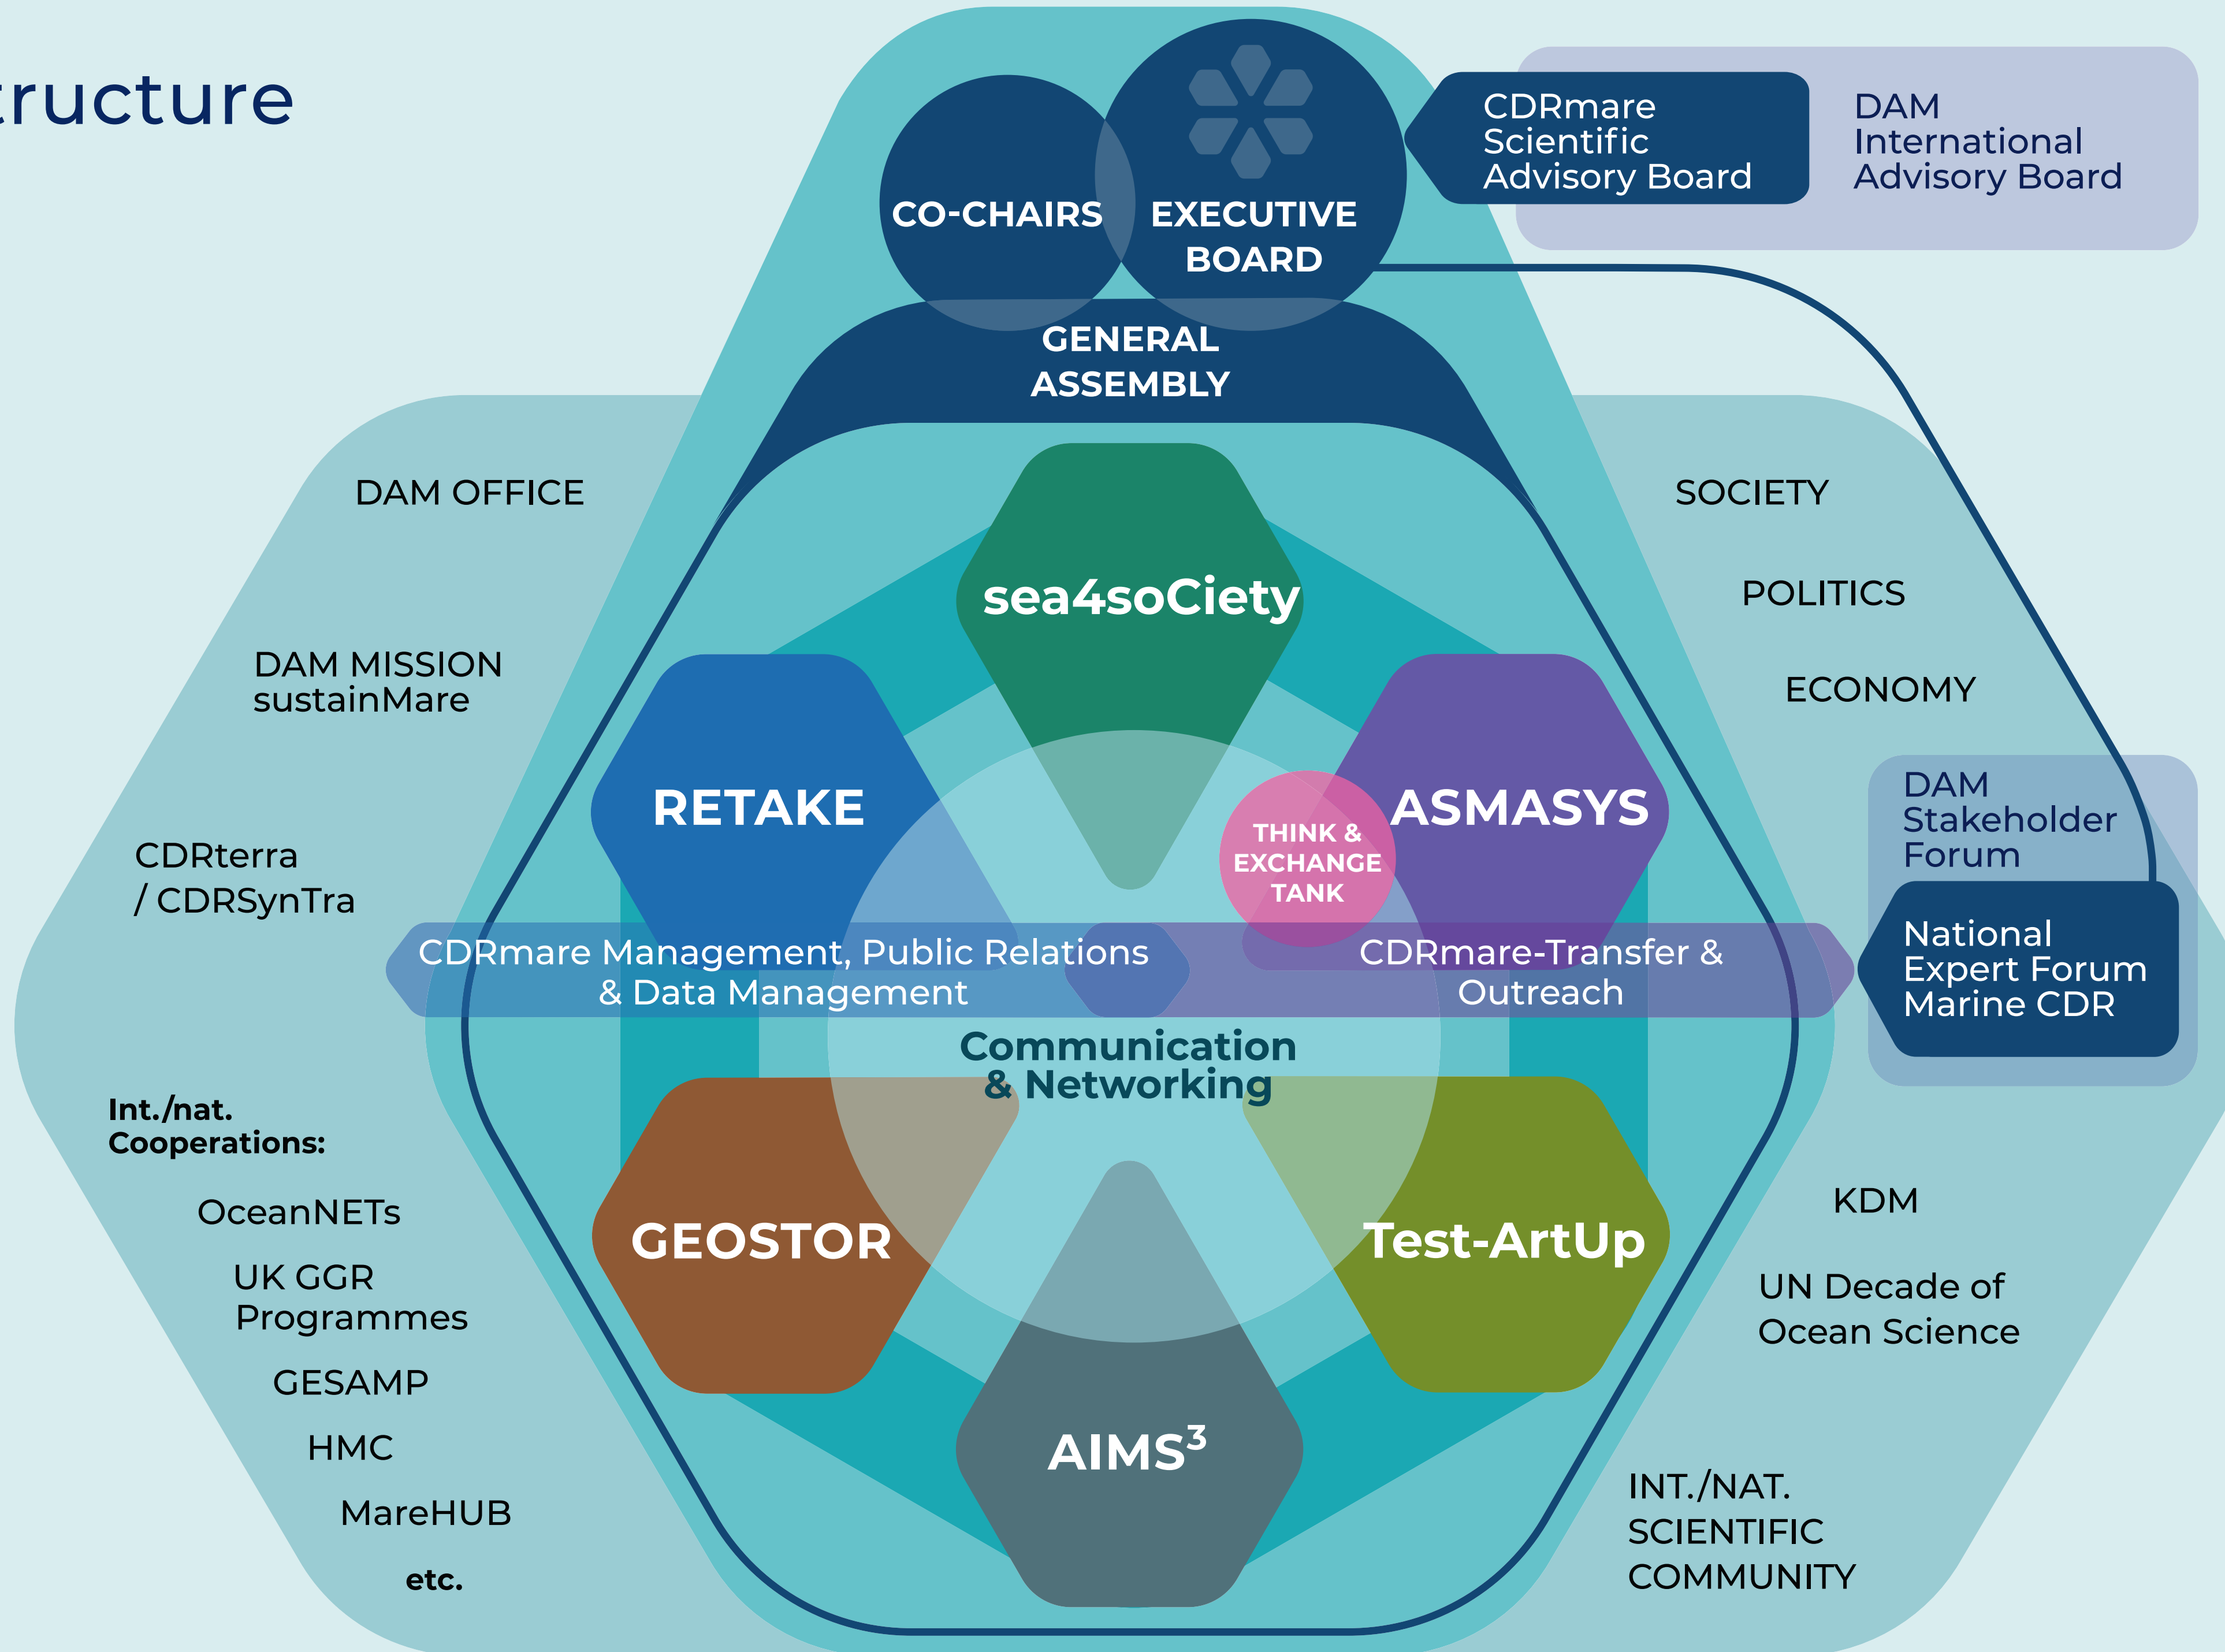 tructure
CO-CHAIRS
EXECUTIVE
BOARD
CDRmare
Scientific
Advisory Board
DAM
International
Advisory Board
GENERAL
ASSEMBLY
DAM OFFICE
DAM MISSION
sustainMare
CDRterra
/ CDRSynTra
Int./nat.
Cooperations:
OceanNETs
UK GGR
Programmes
GESAMP
HMC
MareHUB
etc.
sea4soCiety
RETAKE
ASMASYS
THINK &
EXCHANGE
TANK
CDRmare Management, Public Relations
& Data Management
CDRmare-Transfer &
Outreach
Communication
& Networking
GEOSTOR
Test-ArtUp
AIMS³
SOCIETY
POLITICS
ECONOMY
DAM
Stakeholder
Forum
National
Expert Forum
Marine CDR
KDM
UN Decade of
Ocean Science
INT./NAT.
SCIENTIFIC
COMMUNITY